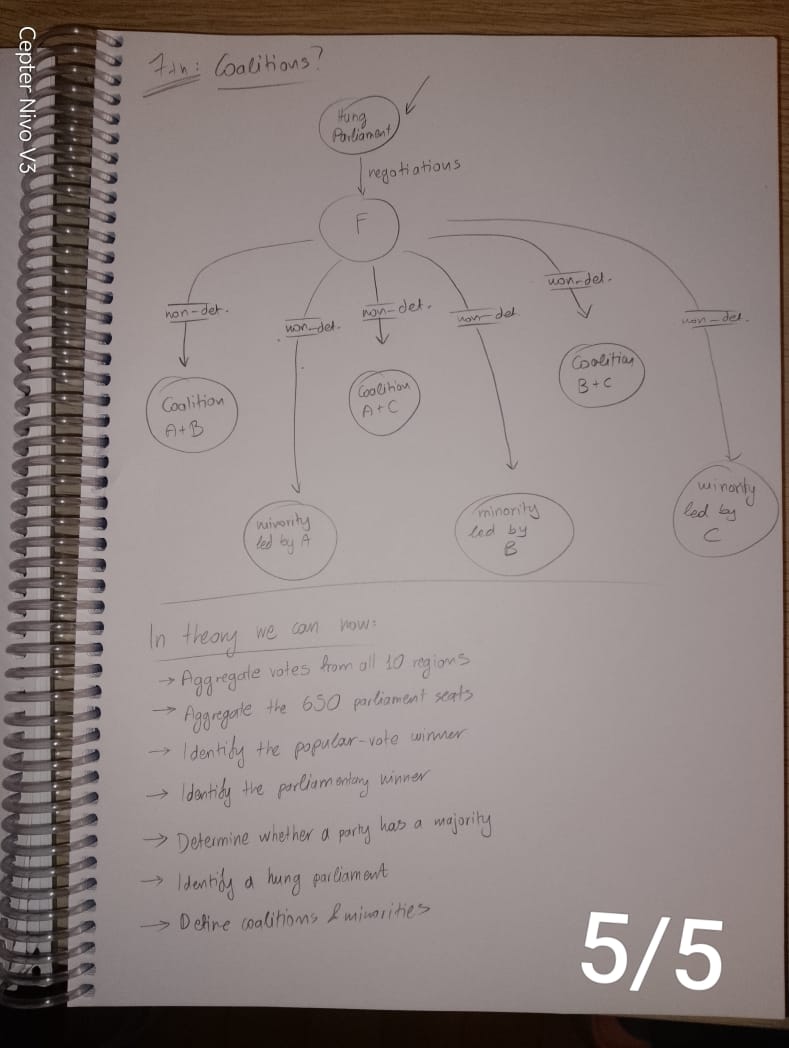 Cepter Nivo V3
7th: Coalitions?
Hung
Parliament
negotiations
F
non-det.
non-det.
non-det.
non-det.
non-det.
non-det.
Coalition
A+B
Coalition
A+C
Coalition
B+C
minority
led by A
minority
led by
B
minority
led by
C
In theory we can now:
→ Aggregate votes from all 10 regions
→ Aggregate the 650 parliament seats
→ Identify the popular-vote winner
→ Identify the parliamentary winner
→ Determine whether a party has a majority
→ Identify a hung parliament
→ Define coalitions & minorities
5/5